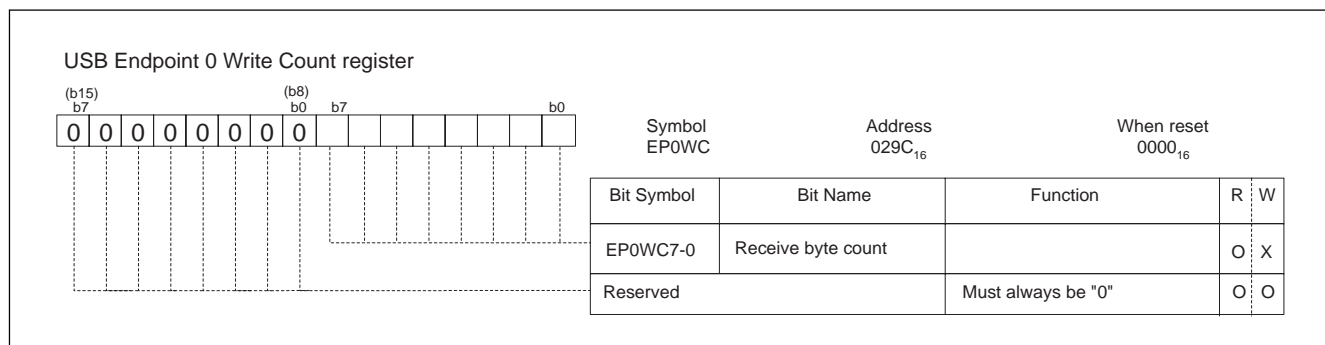 USB Endpoint 0 Write Count register
(b15) (b8)
b7 b0 b7 b0
0 0 0 0 0 0 0 0
Symbol Address When reset
EP0WC 029C16 000016
Bit Symbol Bit Name Function R W
EP0WC7-0 Receive byte count O X
Reserved Must always be "0" O O